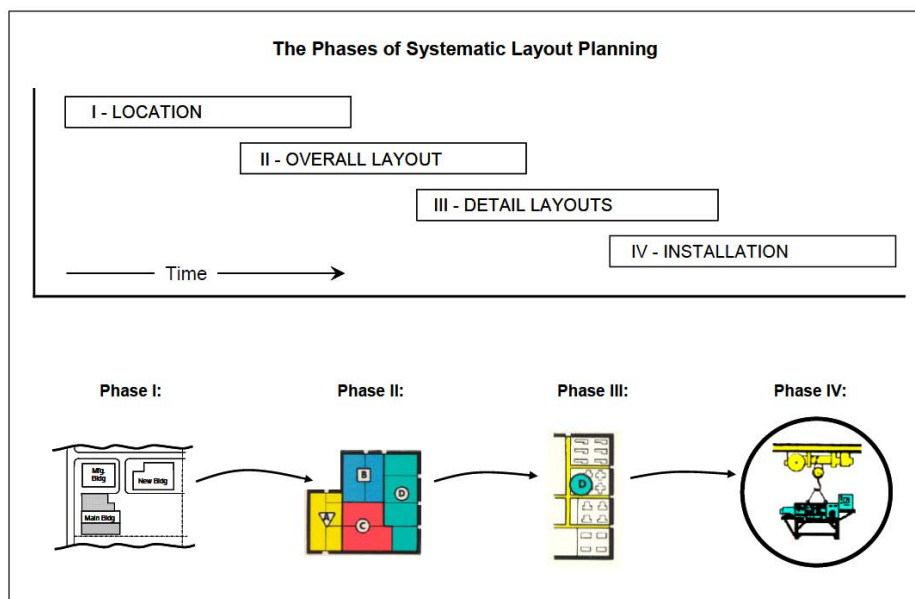 The Phases of Systematic Layout Planning
I - LOCATION
II - OVERALL LAYOUT
III - DETAIL LAYOUTS
IV - INSTALLATION
Time
Phase I:
Phase II:
Phase III:
Phase IV:
Mfg.
Bldg
New Bldg
Main Bldg
A
B
C
D
D